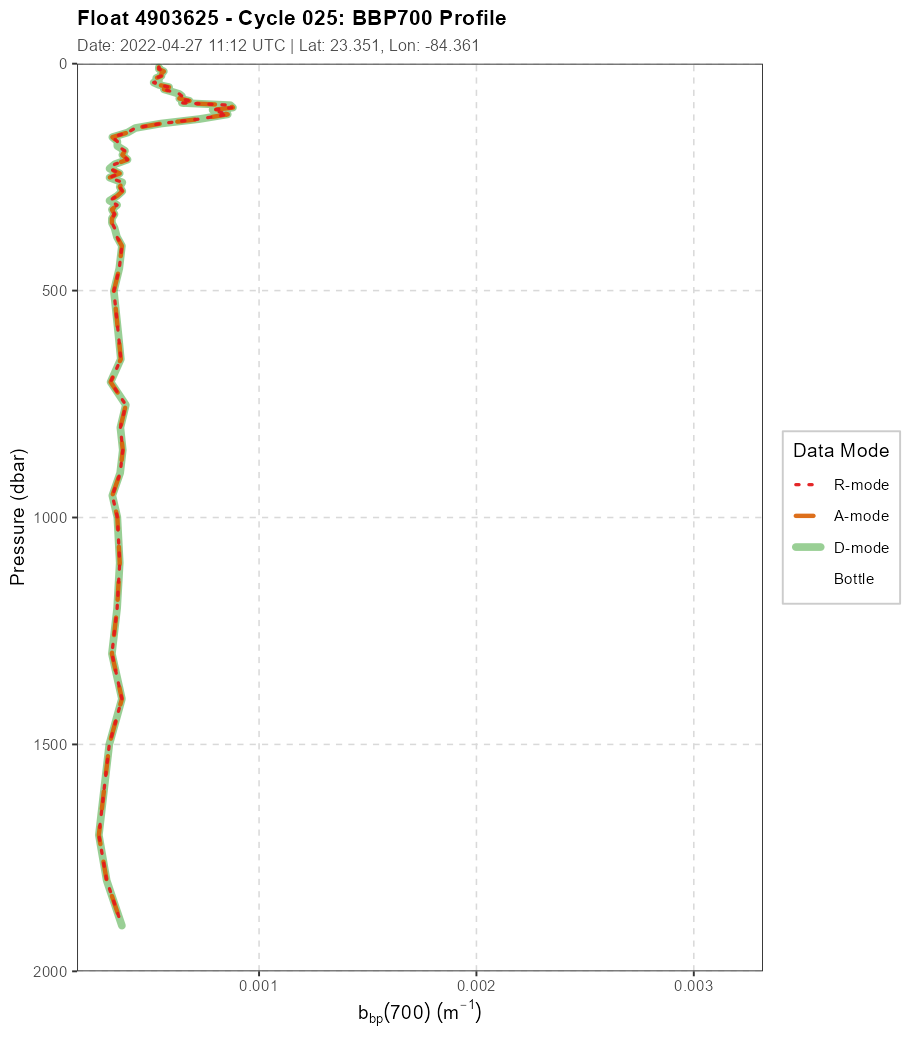 Float 4903625 - Cycle 025: BBP700 Profile
Date: 2022-04-27 11:12 UTC | Lat: 23.351, Lon: -84.361
0
500
1000
1500
2000
Pressure (dbar)
0.001
0.002
0.003
b_bp(700) (m⁻¹)
Data Mode
R-mode
A-mode
D-mode
Bottle